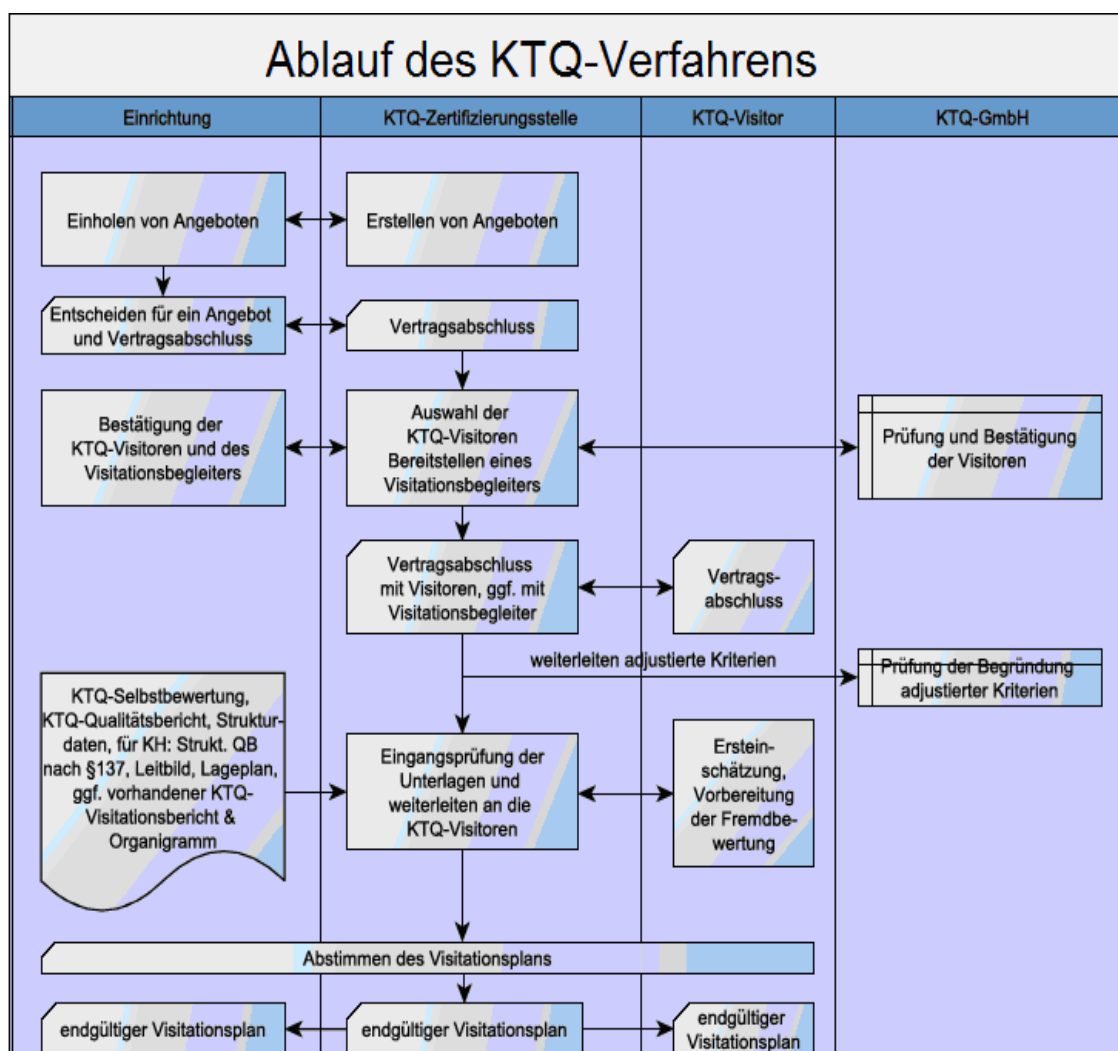 Ablauf des KTQ-Verfahrens
Einrichtung
KTQ-Zertifizierungsstelle
KTQ-Visitor
KTQ-GmbH
Einholen von Angeboten
Erstellen von Angeboten
Entscheiden für ein Angebot
und Vertragsabschluss
Vertragsabschluss
Bestätigung der
KTQ-Visitoren und des
Visitationsbegleiters
Auswahl der
KTQ-Visitoren
Bereitstellen eines
Visitationsbegleiters
Prüfung und Bestätigung
der Visitoren
Vertragsabschluss
mit Visitoren, ggf. mit
Visitationsbegleiter
Vertrags-
abschluss
weiterleiten adjustierte Kriterien
Prüfung der Begründung
adjustierter Kriterien
KTQ-Selbstbewertung,
KTQ-Qualitätsbericht, Struktur-
daten, für KH: Strukt. QB
nach §137, Leitbild, Lageplan,
ggf. vorhandener KTQ-
Visitationsbericht &
Organigramm
Eingangsprüfung der
Unterlagen und
weiterleiten an die
KTQ-Visitoren
Erstein-
schätzung,
Vorbereitung
der Fremdbe-
wertung
Abstimmen des Visitationsplans
endgültiger Visitationsplan
endgültiger Visitationsplan
endgültiger
Visitationsplan